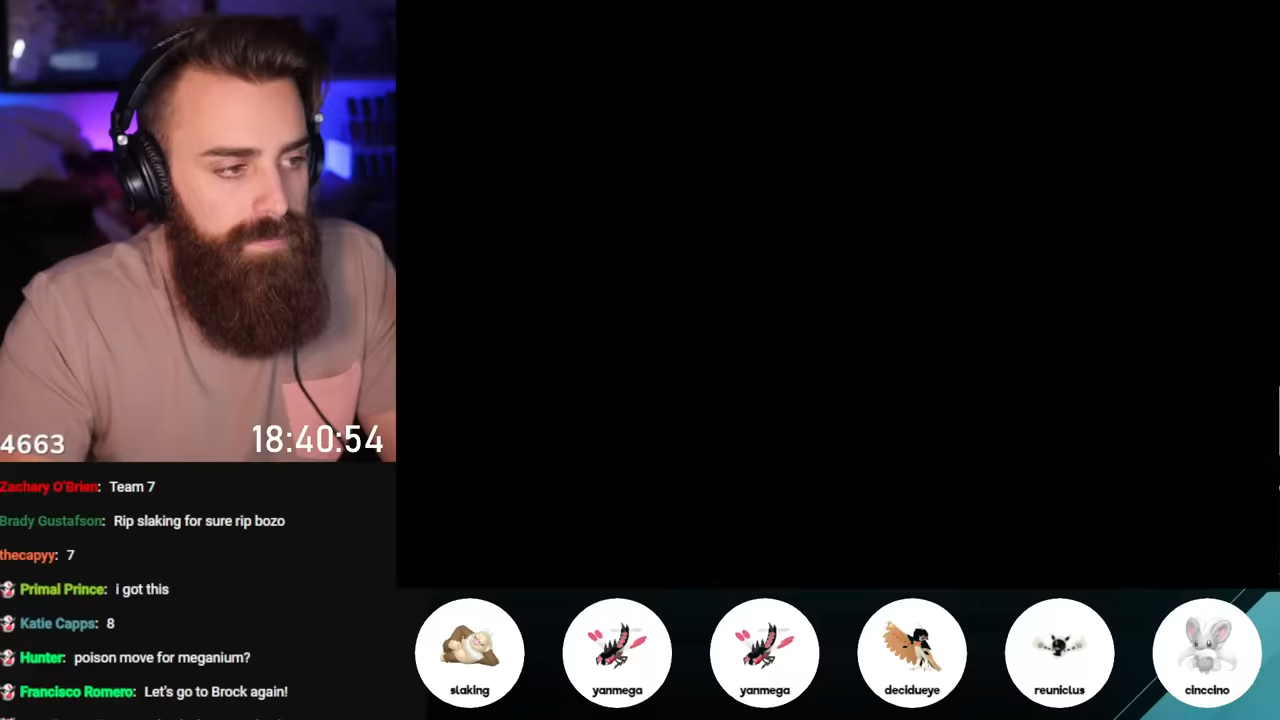 4663
18:40:54
Zachary O'Brien: Team 7
Brady Gustafson: Rip slaking for sure rip bozo
thecapyy: 7
Primal Prince: i got this
Katie Capps: 8
Hunter: poison move for meganium?
Francisco Romero: Let's go to Brock again!
slaking
yanmega
yanmega
decidueye
reuniclus
cinccino